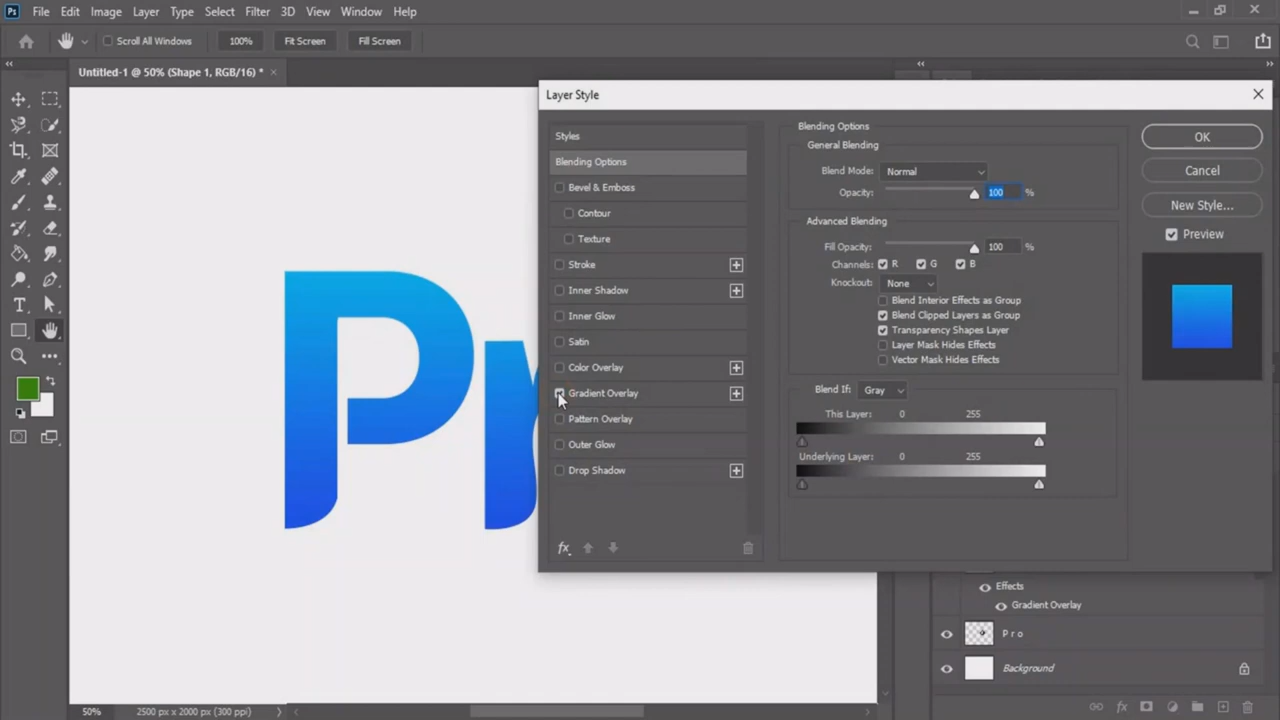 Ps File Edit Image Layer Type Select Filter 3D View Window Help
Scroll All Windows 100% Fit Screen Fill Screen
Untitled-1 @ 50% (Shape 1, RGB/16) *
Pr
Layer Style
Styles
Blending Options
Bevel & Emboss
Contour
Texture
Stroke
Inner Shadow
Inner Glow
Satin
Color Overlay
Gradient Overlay
Pattern Overlay
Outer Glow
Drop Shadow
fx
Blending Options
General Blending
Blend Mode: Normal
Opacity: 100 %
Advanced Blending
Fill Opacity: 100 %
Channels: R G B
Knockout: None
Blend Interior Effects as Group
Blend Clipped Layers as Group
Transparency Shapes Layer
Layer Mask Hides Effects
Vector Mask Hides Effects
Blend If: Gray
This Layer: 0 255
Underlying Layer: 0 255
OK
Cancel
New Style...
Preview
Effects
Gradient Overlay
P r o
Background
fx
50% 2500 px x 2000 px (300 ppi)